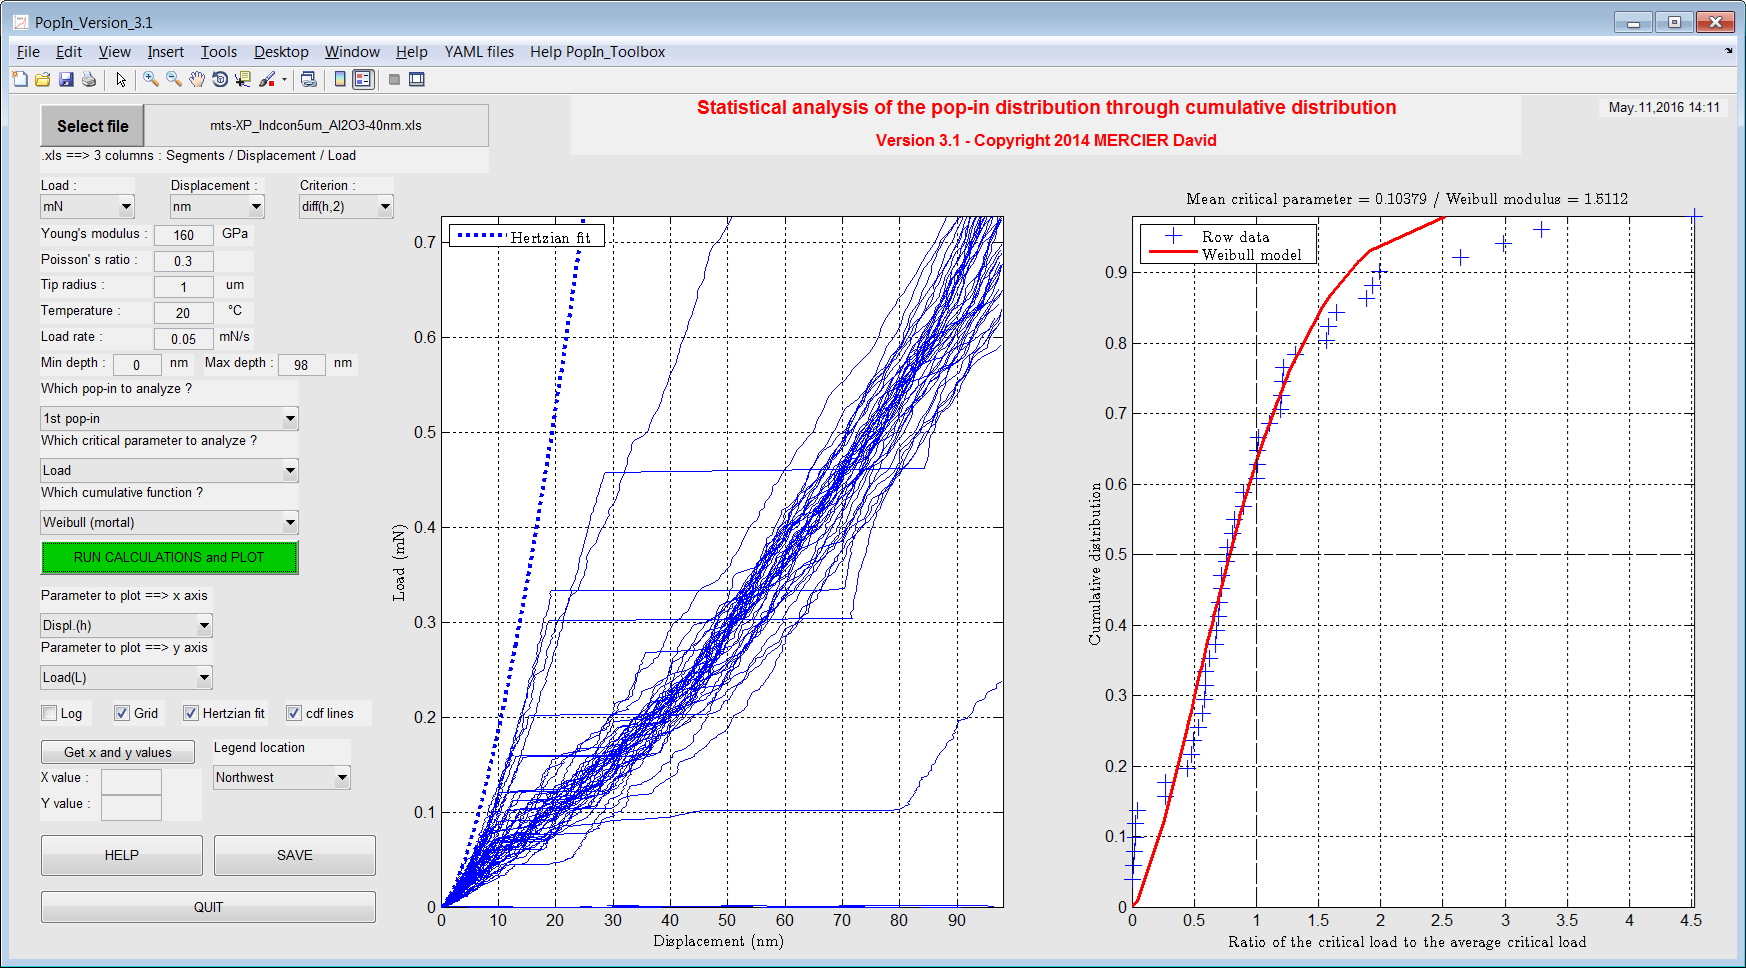 PopIn_Version_3.1
File Edit View Insert Tools Desktop Window Help YAML files Help PopIn_Toolbox
Select file
mts-XP_Indcon5um_Al2O3-40nm.xls
.xls ==> 3 columns : Segments / Displacement / Load
Statistical analysis of the pop-in distribution through cumulative distribution
Version 3.1 - Copyright 2014 MERCIER David
May.11,2016 14:11
Load : Displacement : Criterion :
mN nm diff(h,2)
Young's modulus : 160 GPa
Poisson' s ratio : 0.3
Tip radius : 1 um
Temperature : 20 °C
Load rate : 0.05 mN/s
Min depth : 0 nm Max depth : 98 nm
Which pop-in to analyze ?
1st pop-in
Which critical parameter to analyze ?
Load
Which cumulative function ?
Weibull (mortal)
RUN CALCULATIONS and PLOT
Parameter to plot ==> x axis
Displ.(h)
Parameter to plot ==> y axis
Load(L)
Log Grid Hertzian fit cdf lines
Get x and y values
Legend location
Northwest
X value :
Y value :
HELP SAVE
QUIT
Hertzian fit
0.7
0.6
0.5
0.4
0.3
0.2
0.1
0
Load (mN)
0 10 20 30 40 50 60 70 80 90
Displacement (nm)
Mean critical parameter = 0.10379 / Weibull modulus = 1.5112
Row data
Weibull model
0.9
0.8
0.7
0.6
0.5
0.4
0.3
0.2
0.1
0
Cumulative distribution
0 0.5 1 1.5 2 2.5 3 3.5 4 4.5
Ratio of the critical load to the average critical load